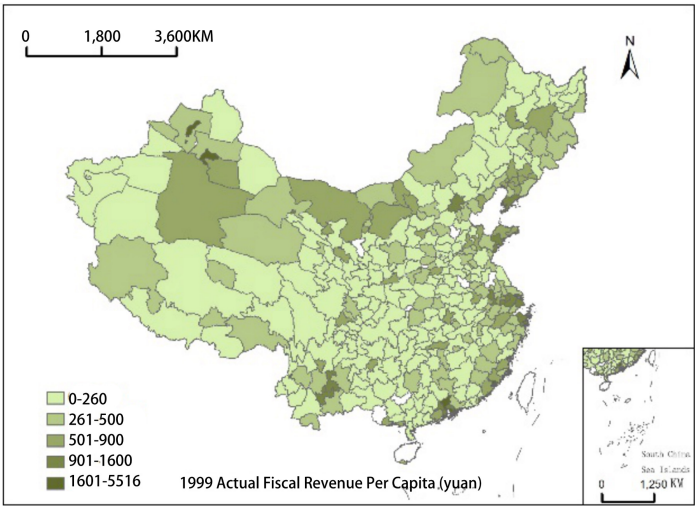 0 1,800 3,600KM
N
0-260
261-500
501-900
901-1600
1601-5516
1999 Actual Fiscal Revenue Per Capita (yuan)
South China
Sea Islands
0 1,250 KM